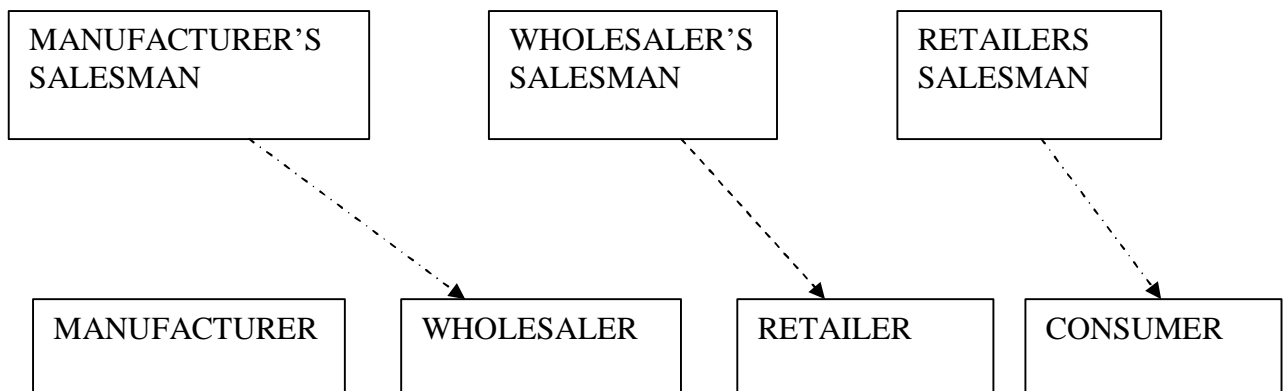 MANUFACTURER’S
SALESMAN
WHOLESALER’S
SALESMAN
RETAILERS
SALESMAN
MANUFACTURER
WHOLESALER
RETAILER
CONSUMER